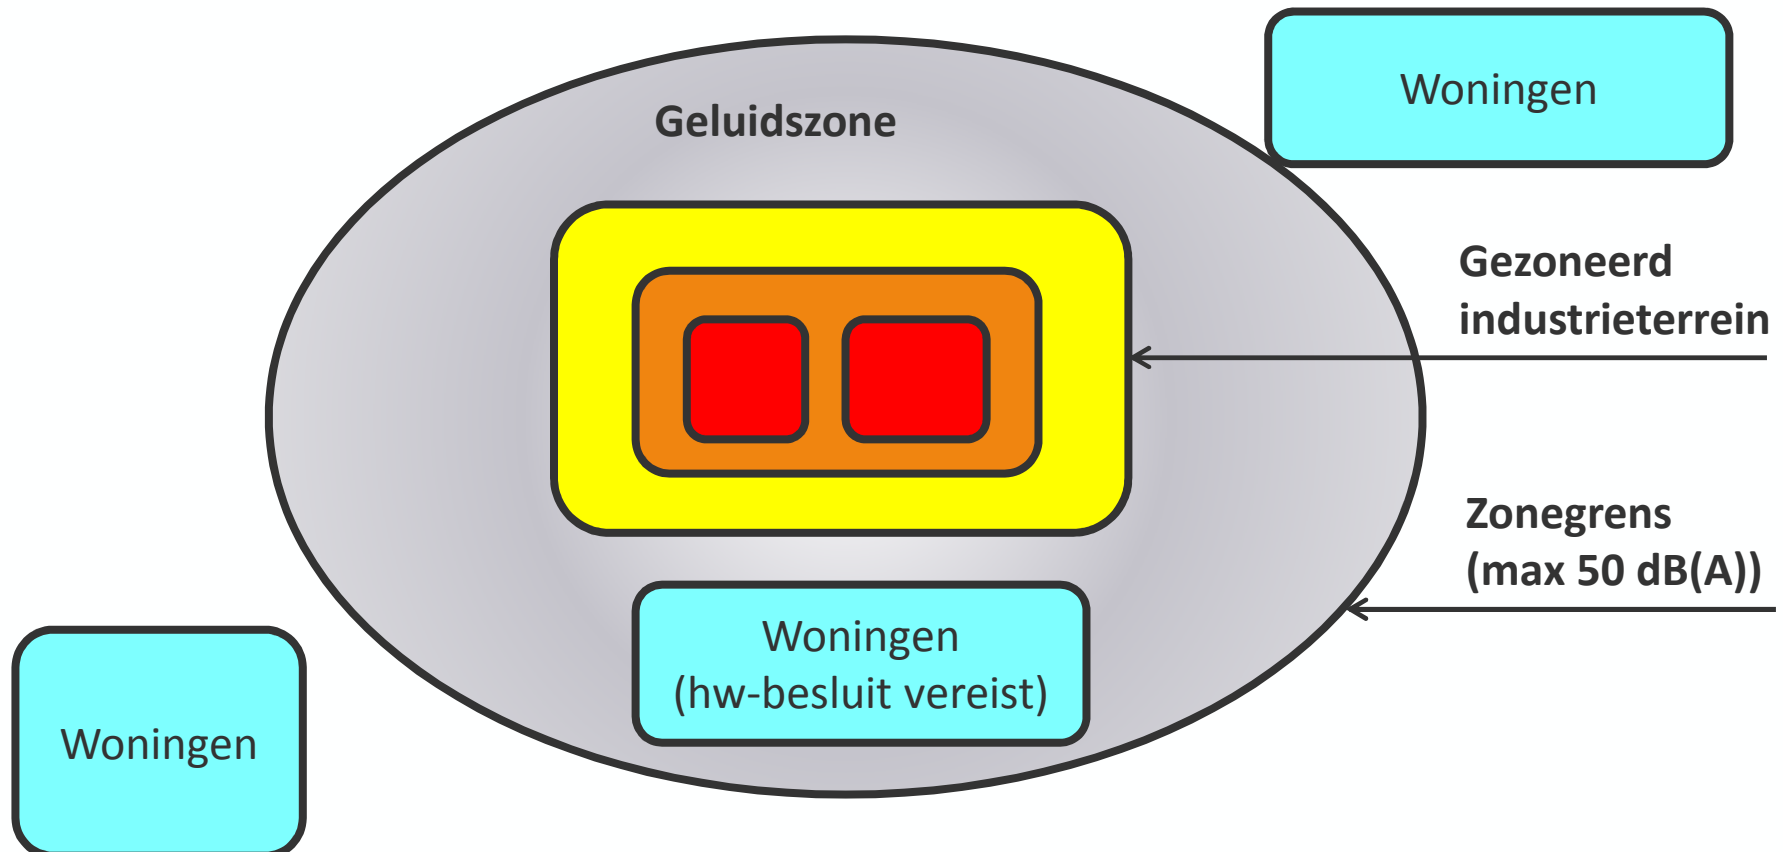 Woningen
Geluidszone
Gezoneerd
industrieterrein
Zonegrens
(max 50 dB(A))
Woningen
(hw-besluit vereist)
Woningen